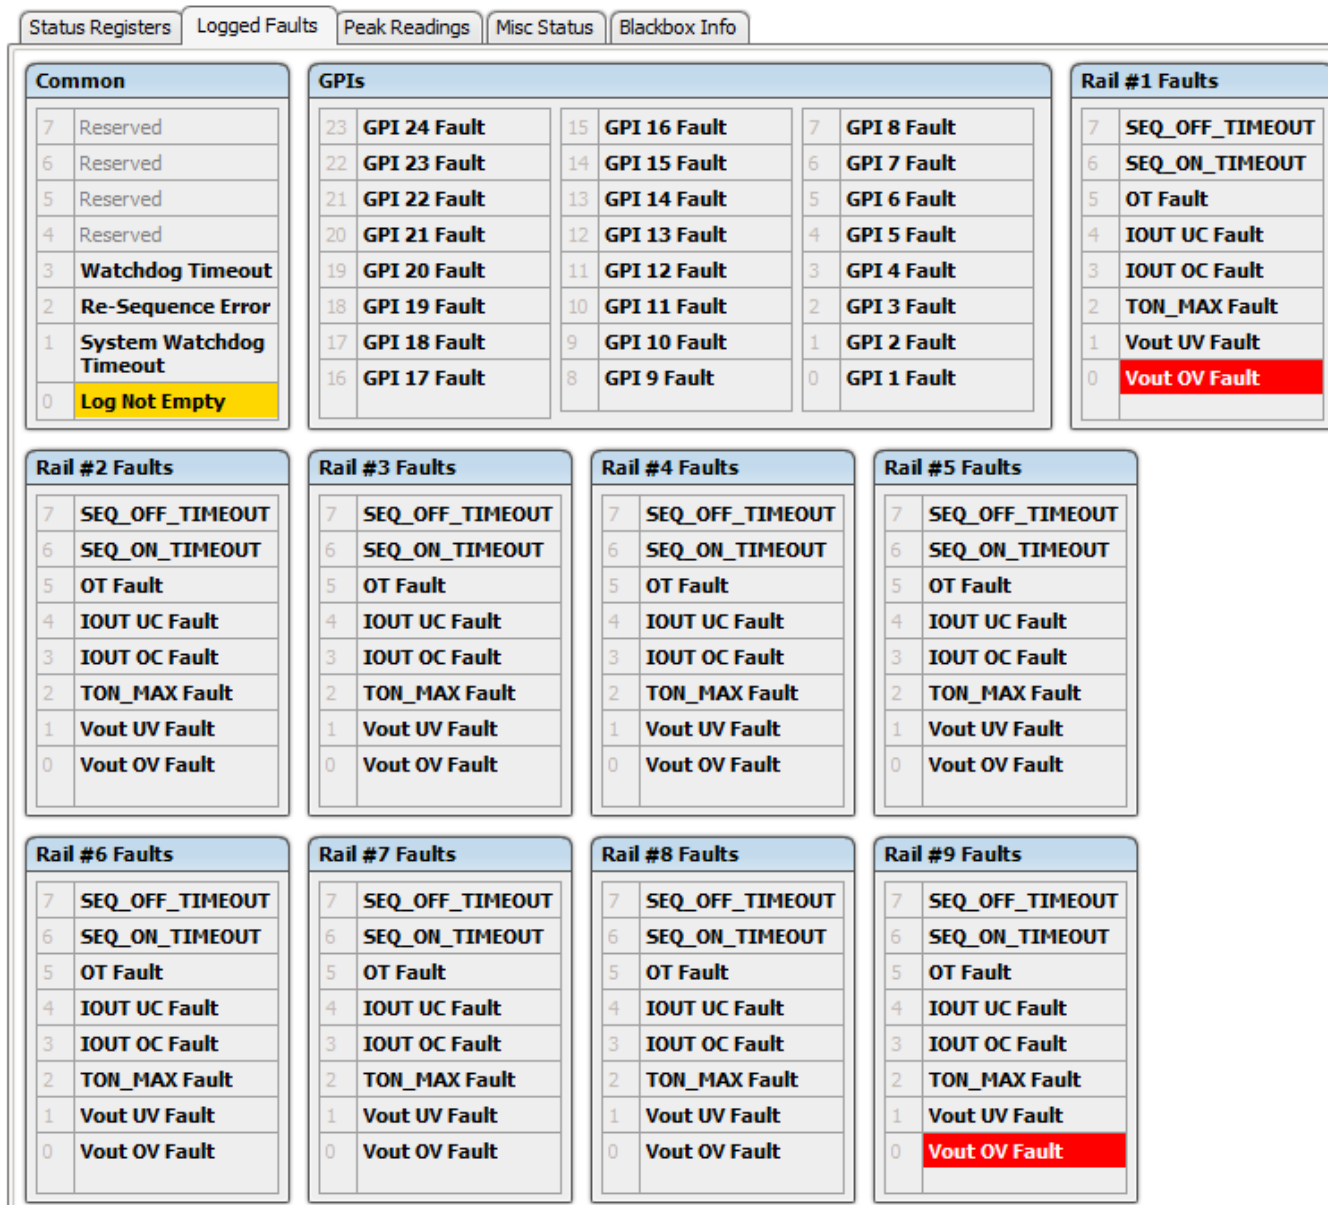 Status Registers Logged Faults Peak Readings Misc Status Blackbox Info
Common
7 Reserved
6 Reserved
5 Reserved
4 Reserved
3 Watchdog Timeout
2 Re-Sequence Error
1 System Watchdog
Timeout
0 Log Not Empty
GPIs
23 GPI 24 Fault
22 GPI 23 Fault
21 GPI 22 Fault
20 GPI 21 Fault
19 GPI 20 Fault
18 GPI 19 Fault
17 GPI 18 Fault
16 GPI 17 Fault
15 GPI 16 Fault
14 GPI 15 Fault
13 GPI 14 Fault
12 GPI 13 Fault
11 GPI 12 Fault
10 GPI 11 Fault
9 GPI 10 Fault
8 GPI 9 Fault
7 GPI 8 Fault
6 GPI 7 Fault
5 GPI 6 Fault
4 GPI 5 Fault
3 GPI 4 Fault
2 GPI 3 Fault
1 GPI 2 Fault
0 GPI 1 Fault
Rail #1 Faults
7 SEQ_OFF_TIMEOUT
6 SEQ_ON_TIMEOUT
5 OT Fault
4 IOUT UC Fault
3 IOUT OC Fault
2 TON_MAX Fault
1 Vout UV Fault
0 Vout OV Fault
Rail #2 Faults
7 SEQ_OFF_TIMEOUT
6 SEQ_ON_TIMEOUT
5 OT Fault
4 IOUT UC Fault
3 IOUT OC Fault
2 TON_MAX Fault
1 Vout UV Fault
0 Vout OV Fault
Rail #3 Faults
7 SEQ_OFF_TIMEOUT
6 SEQ_ON_TIMEOUT
5 OT Fault
4 IOUT UC Fault
3 IOUT OC Fault
2 TON_MAX Fault
1 Vout UV Fault
0 Vout OV Fault
Rail #4 Faults
7 SEQ_OFF_TIMEOUT
6 SEQ_ON_TIMEOUT
5 OT Fault
4 IOUT UC Fault
3 IOUT OC Fault
2 TON_MAX Fault
1 Vout UV Fault
0 Vout OV Fault
Rail #5 Faults
7 SEQ_OFF_TIMEOUT
6 SEQ_ON_TIMEOUT
5 OT Fault
4 IOUT UC Fault
3 IOUT OC Fault
2 TON_MAX Fault
1 Vout UV Fault
0 Vout OV Fault
Rail #6 Faults
7 SEQ_OFF_TIMEOUT
6 SEQ_ON_TIMEOUT
5 OT Fault
4 IOUT UC Fault
3 IOUT OC Fault
2 TON_MAX Fault
1 Vout UV Fault
0 Vout OV Fault
Rail #7 Faults
7 SEQ_OFF_TIMEOUT
6 SEQ_ON_TIMEOUT
5 OT Fault
4 IOUT UC Fault
3 IOUT OC Fault
2 TON_MAX Fault
1 Vout UV Fault
0 Vout OV Fault
Rail #8 Faults
7 SEQ_OFF_TIMEOUT
6 SEQ_ON_TIMEOUT
5 OT Fault
4 IOUT UC Fault
3 IOUT OC Fault
2 TON_MAX Fault
1 Vout UV Fault
0 Vout OV Fault
Rail #9 Faults
7 SEQ_OFF_TIMEOUT
6 SEQ_ON_TIMEOUT
5 OT Fault
4 IOUT UC Fault
3 IOUT OC Fault
2 TON_MAX Fault
1 Vout UV Fault
0 Vout OV Fault